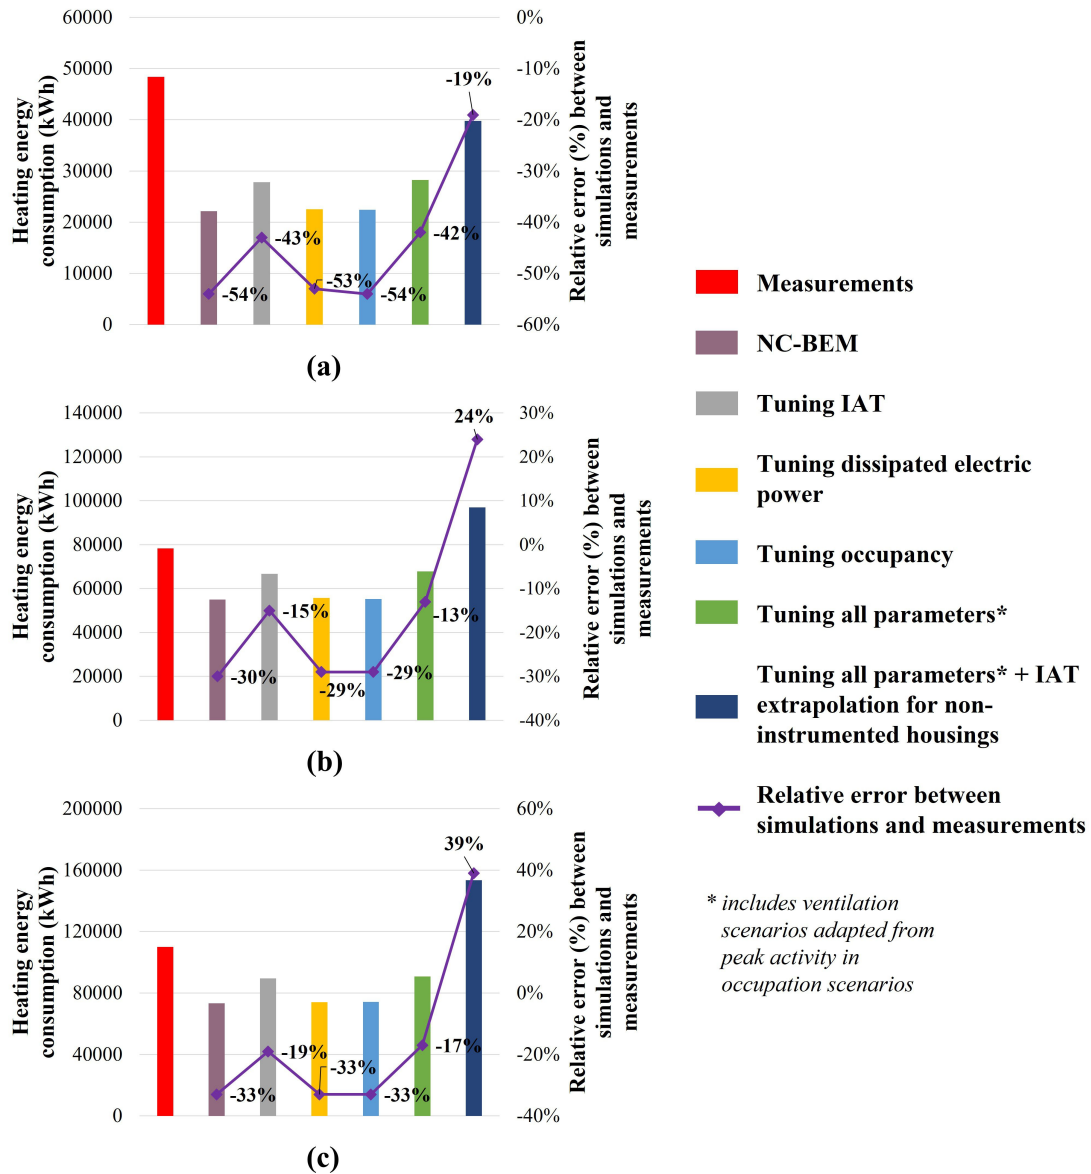 60000
50000
40000
30000
20000
10000
0
Heating energy
consumption (kWh)
0%
-10%
-20%
-30%
-40%
-50%
-60%
Relative error (%) between
simulations and
measurements
-54%
-43%
-53%
-54%
-42%
-19%
(a)
140000
120000
100000
80000
60000
40000
20000
0
Heating energy
consumption (kWh)
30%
20%
10%
0%
-10%
-20%
-30%
-40%
Relative error (%) between
simulations and
measurements
-30%
-15%
-29%
-29%
-13%
24%
(b)
200000
160000
120000
80000
40000
0
Heating energy
consumption (kWh)
60%
40%
20%
0%
-20%
-40%
Relative error (%) between
simulations and
measurements
-33%
-19%
-33%
-33%
-17%
39%
(c)
Measurements
NC-BEM
Tuning IAT
Tuning dissipated electric
power
Tuning occupancy
Tuning all parameters*
Tuning all parameters* + IAT
extrapolation for non-
instrumented housings
Relative error between
simulations and measurements
* includes ventilation
scenarios adapted from
peak activity in
occupation scenarios